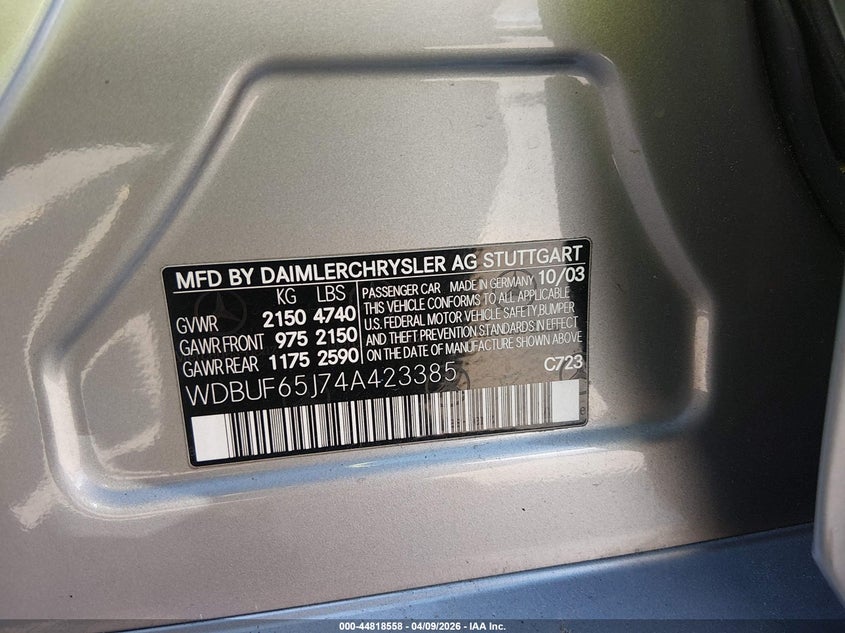 MFD BY DAIMLERCHRYSLER AG STUTTGART
KG LBS
GVWR 2150 4740
GAWR FRONT 975 2150
GAWR REAR 1175 2590
PASSENGER CAR MADE IN GERMANY 10/03
THIS VEHICLE CONFORMS TO ALL APPLICABLE
U.S. FEDERAL MOTOR VEHICLE SAFETY,BUMPER
AND THEFT PREVENTION STANDARDS IN EFFECT
ON DATE OF MANUFACTURE SHOWN ABOVE
C723
WDBUF65J74A423385
000-44818558 - 04/09/2026 - IAA Inc.